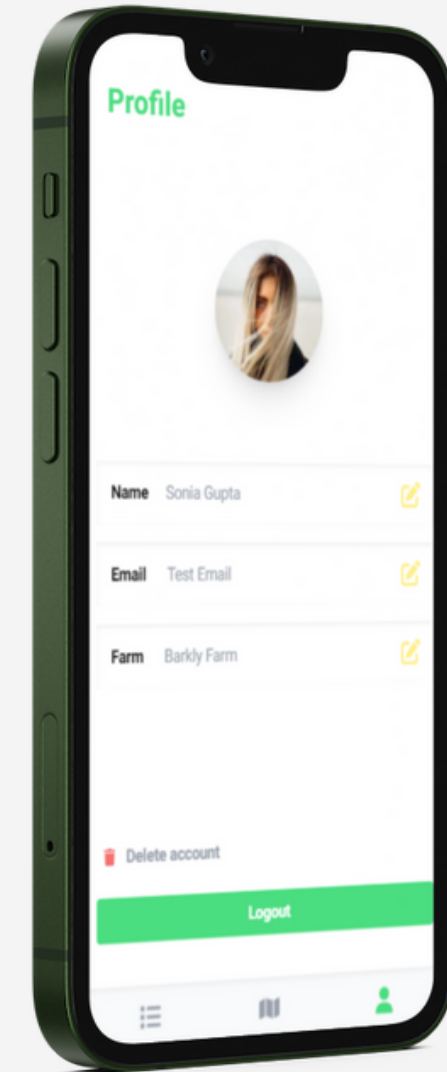 Profile
Name Sonia Gupta
Email Test Email
Farm Barkly Farm
Delete account
Logout